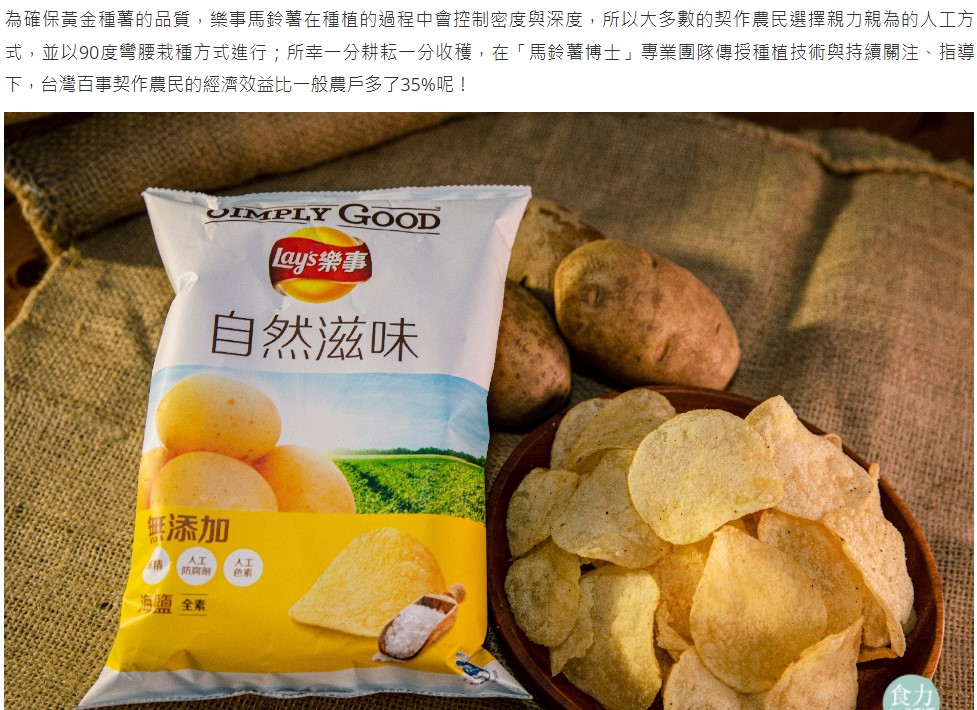 為確保黃金種薯的品質，樂事馬鈴薯在種植的過程中會控制密度與深度，所以大多數的契作農民選擇親力親為的人工方
式，並以90度彎腰栽種方式進行；所幸一分耕耘一分收穫，在「馬鈴薯博士」專業團隊傳授種植技術與持續關注、指導
下，台灣百事契作農民的經濟效益比一般農戶多了35%呢！
SIMPLY GOOD
Lay's樂事
自然滋味
無添加
人工
防腐劑
人工
色素
海鹽 全素
食力